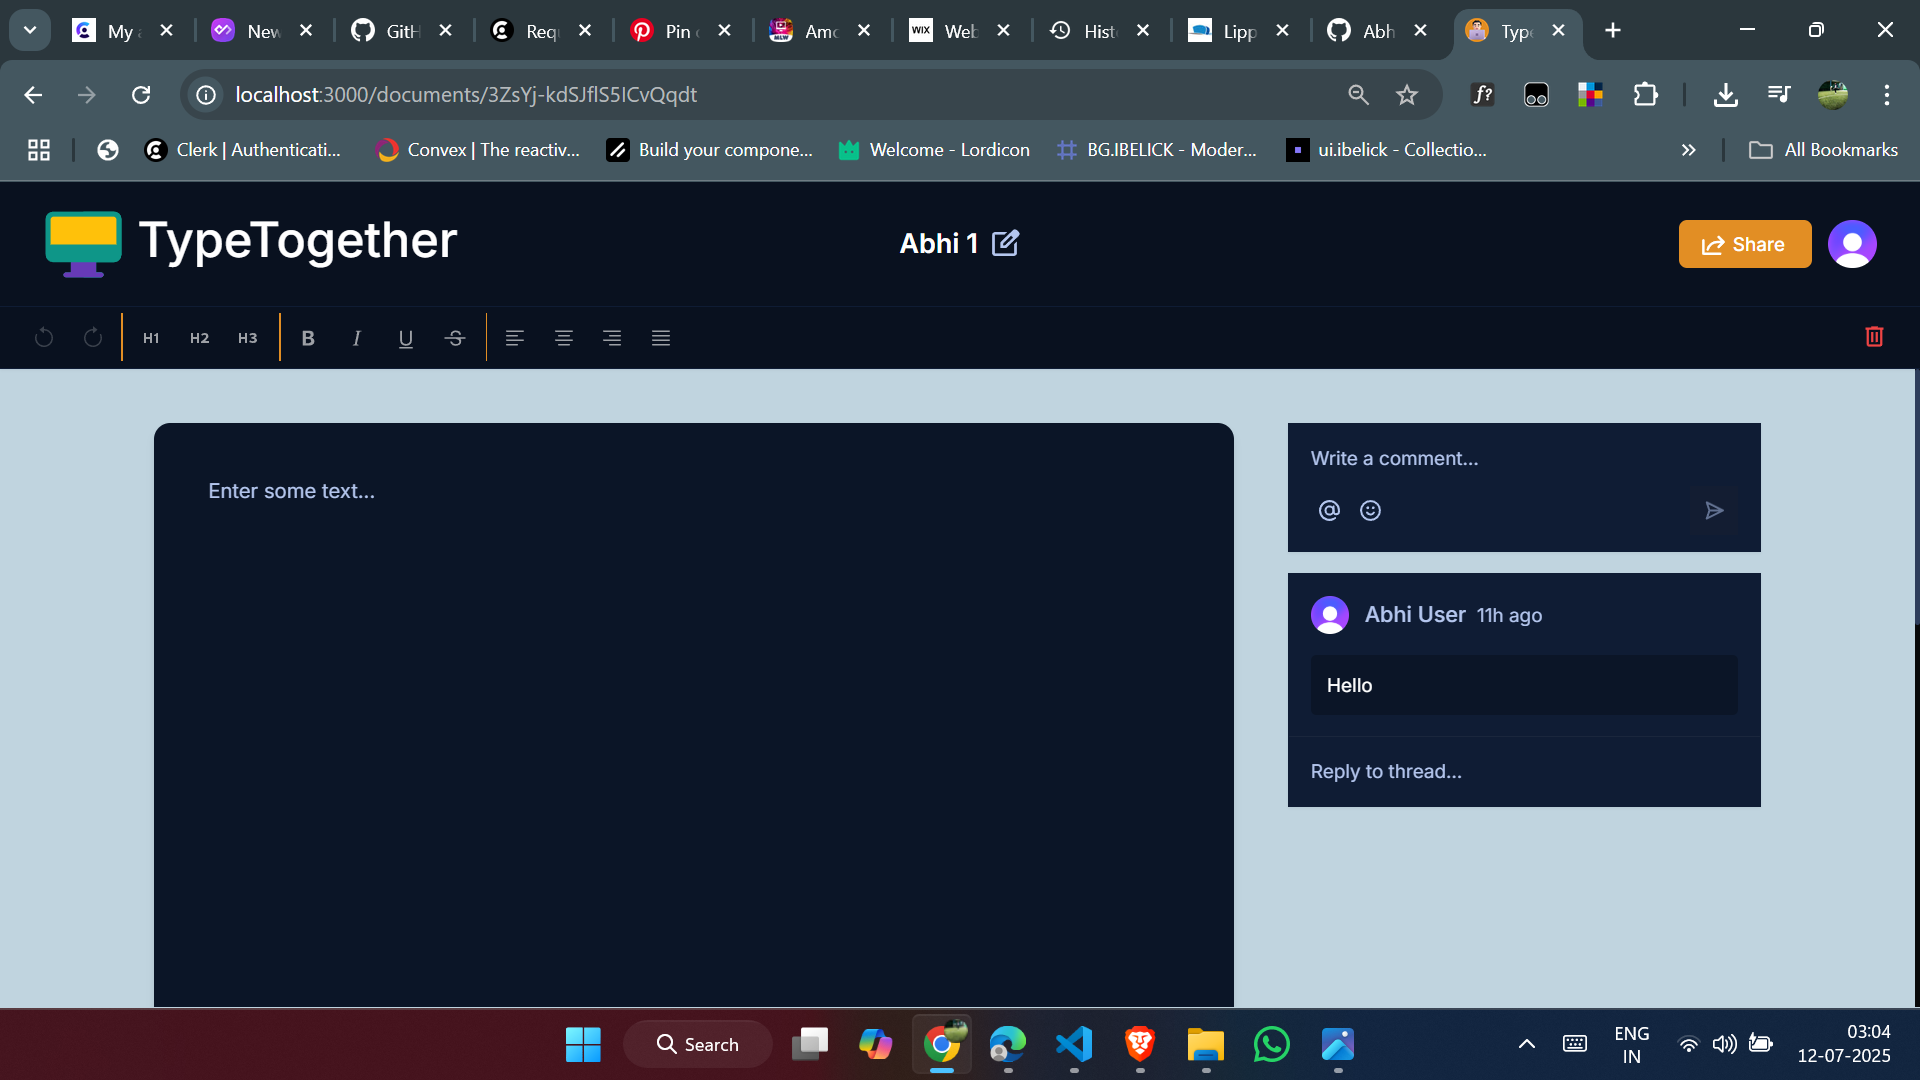 My a
New
GitH
Requ
Pin c
Amo
Web
Hist
Lipp
Abh
Type
localhost:3000/documents/3ZsYj-kdSJflS5ICvQqdt
Clerk | Authenticati...
Convex | The reactiv...
Build your compone...
Welcome - Lordicon
BG.IBELICK - Moder...
ui.ibelick - Collectio...
All Bookmarks
TypeTogether
Abhi 1
Share
H1 H2 H3 B I U S
Enter some text...
Write a comment...
Abhi User 11h ago
Hello
Reply to thread...
Search
ENG
IN
03:04
12-07-2025